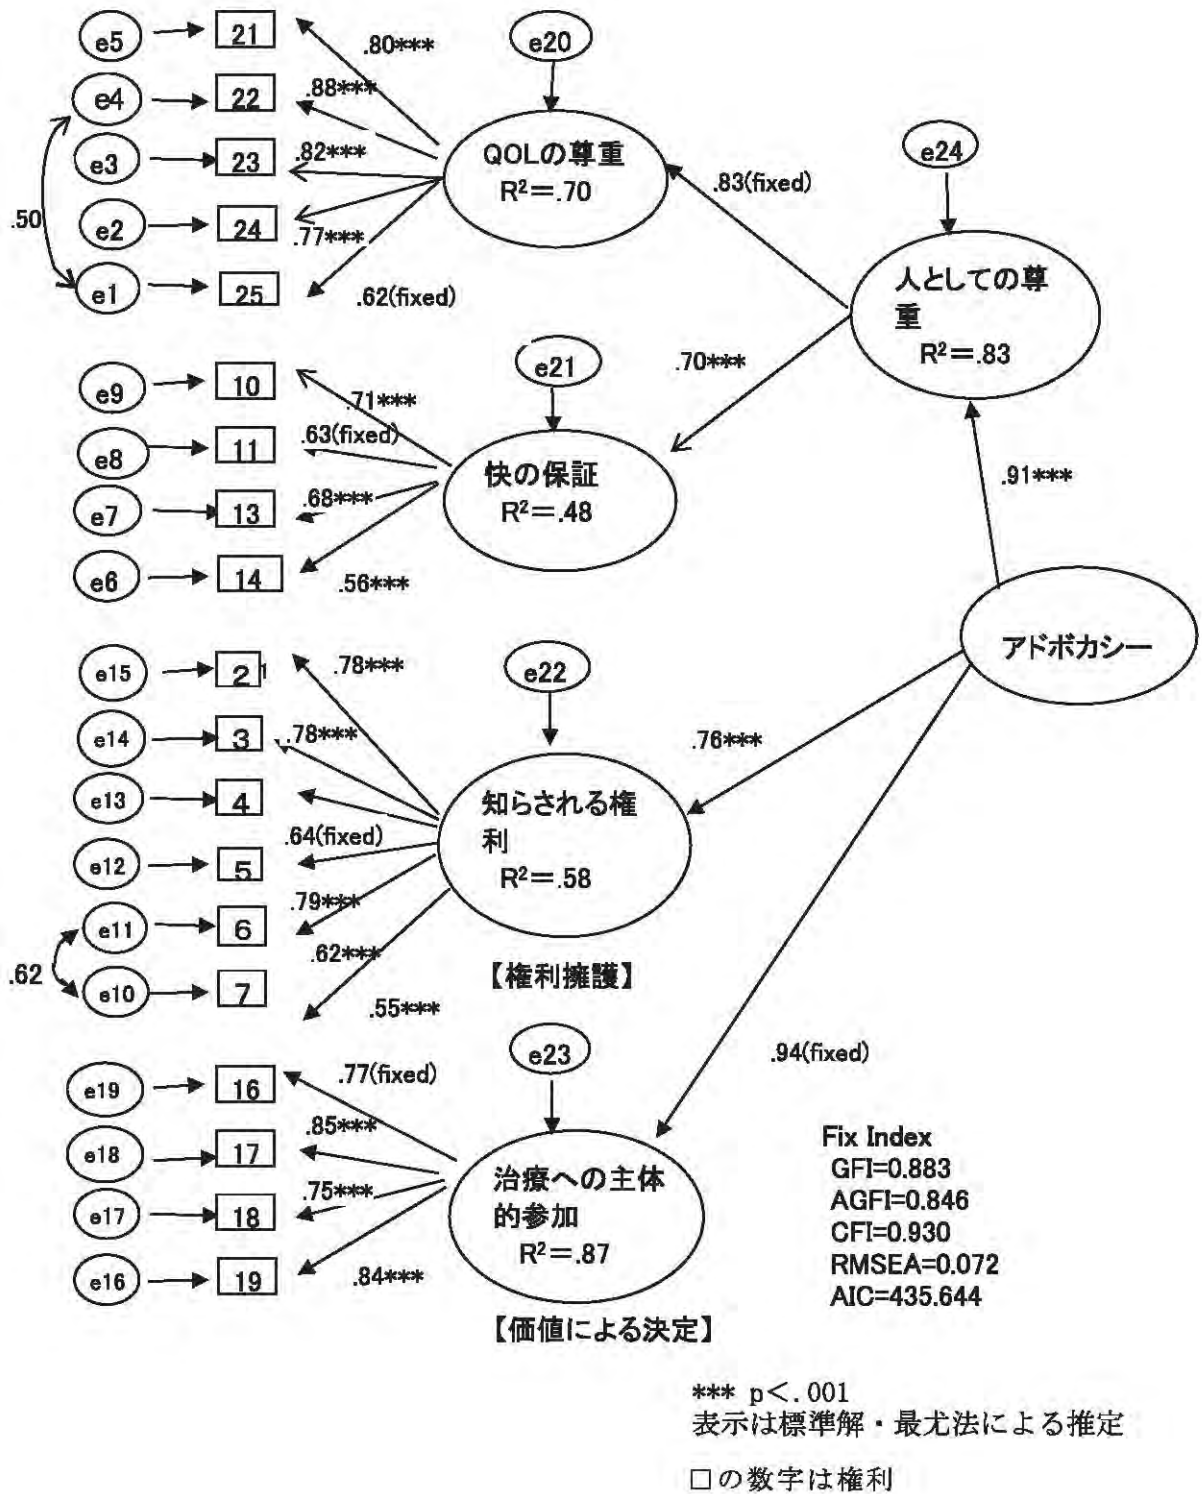 e5
21
.80***
e4
22
.88***
e3
23
.82***
e2
24
.77***
e1
25
.62(fixed)
.50
e20
QOLの尊重
R²=.70
.83(fixed)
e24
人としての尊
重
R²=.83
e9
10
.71***
e8
11
.63(fixed)
e7
13
.68***
e6
14
.56***
e21
快の保証
R²=.48
.70***
.91***
アドボカシー
e15
2
.78***
e14
3
.78***
e13
4
.64(fixed)
e12
5
.79***
e11
6
.62***
e10
7
.55***
.62
e22
知らされる権
利
R²=.58
【権利擁護】
.76***
.94(fixed)
e19
16
.77(fixed)
e18
17
.85***
e17
18
.75***
e16
19
.84***
e23
治療への主体
的参加
R²=.87
【価値による決定】
Fix Index
GFI=0.883
AGFI=0.846
CFI=0.930
RMSEA=0.072
AIC=435.644
*** p<.001
表示は標準解・最尤法による推定
□の数字は権利